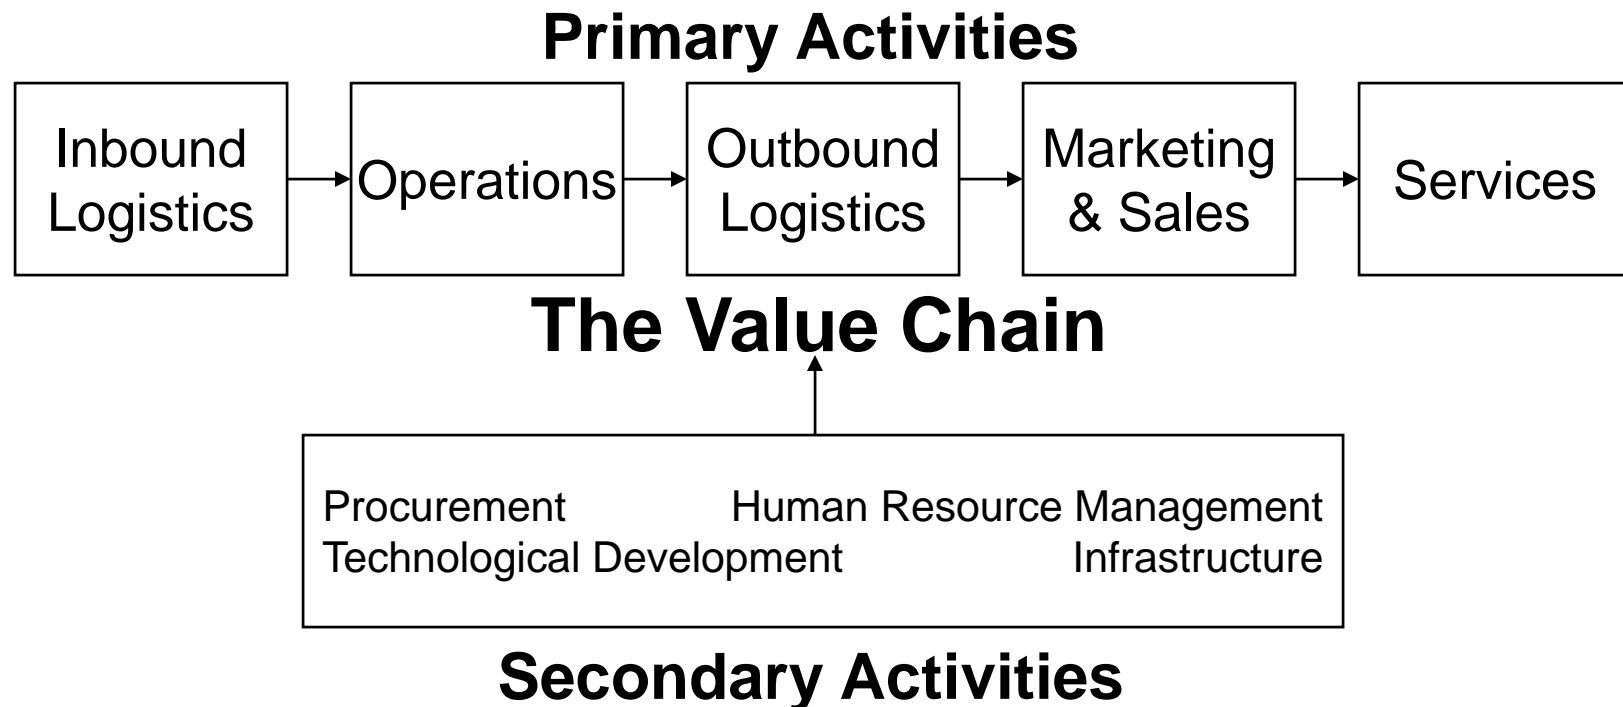 Primary Activities
Inbound
Logistics
Operations
Outbound
Logistics
Marketing
& Sales
Services
The Value Chain
Procurement Human Resource Management
Technological Development Infrastructure
Secondary Activities